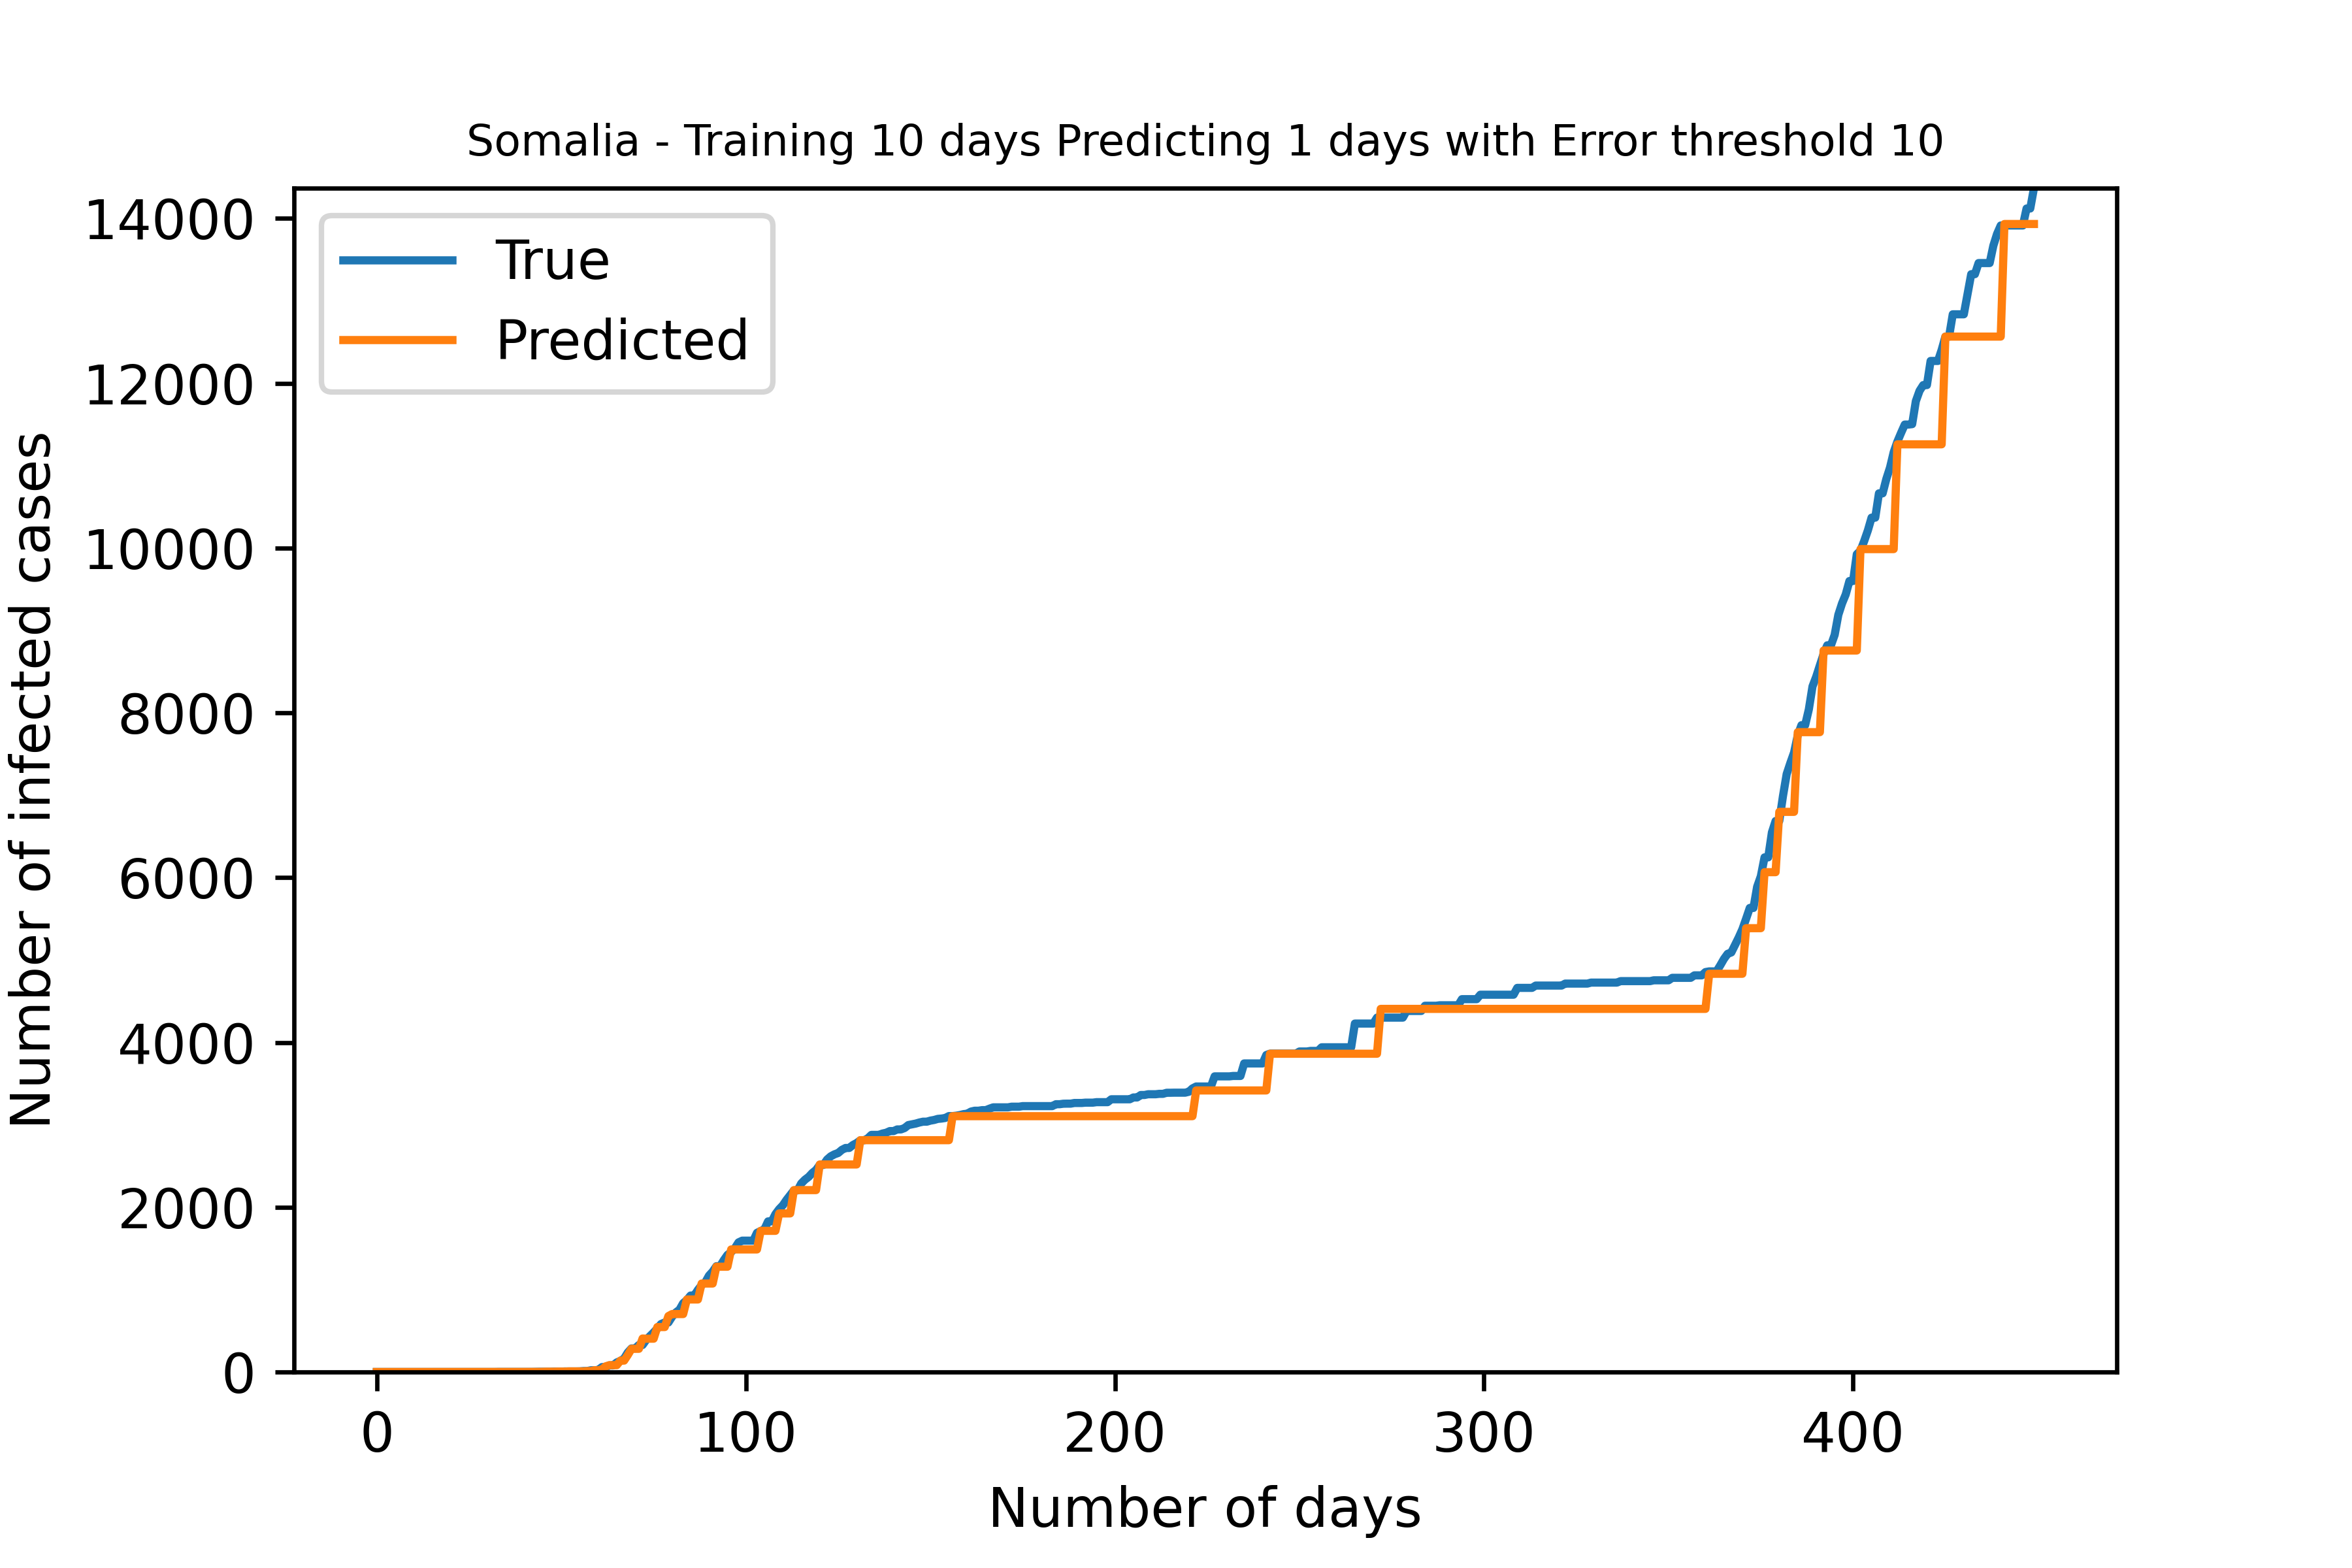 Somalia - Training 10 days Predicting 1 days with Error threshold 10
True
Predicted
14000
12000
10000
8000
6000
4000
2000
0
Number of infected cases
0 100 200 300 400
Number of days